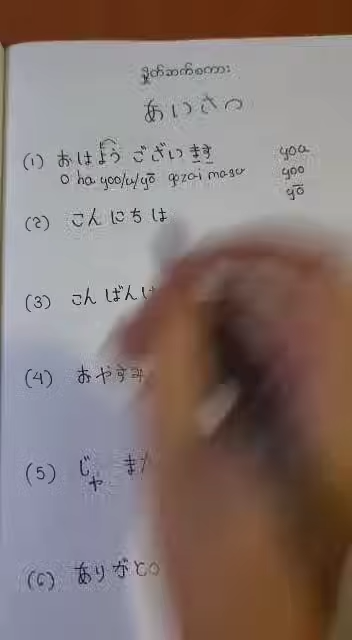 နှုတ်ဆက်စကား
あいさつ
(1) おはよう ございます
O ha yoo/u/yō gozai masu
you
yoo
yō
(2) こんにちは
(3) こんばん
(4) おやすみ
(5) じゃ ま
(6) ありがと